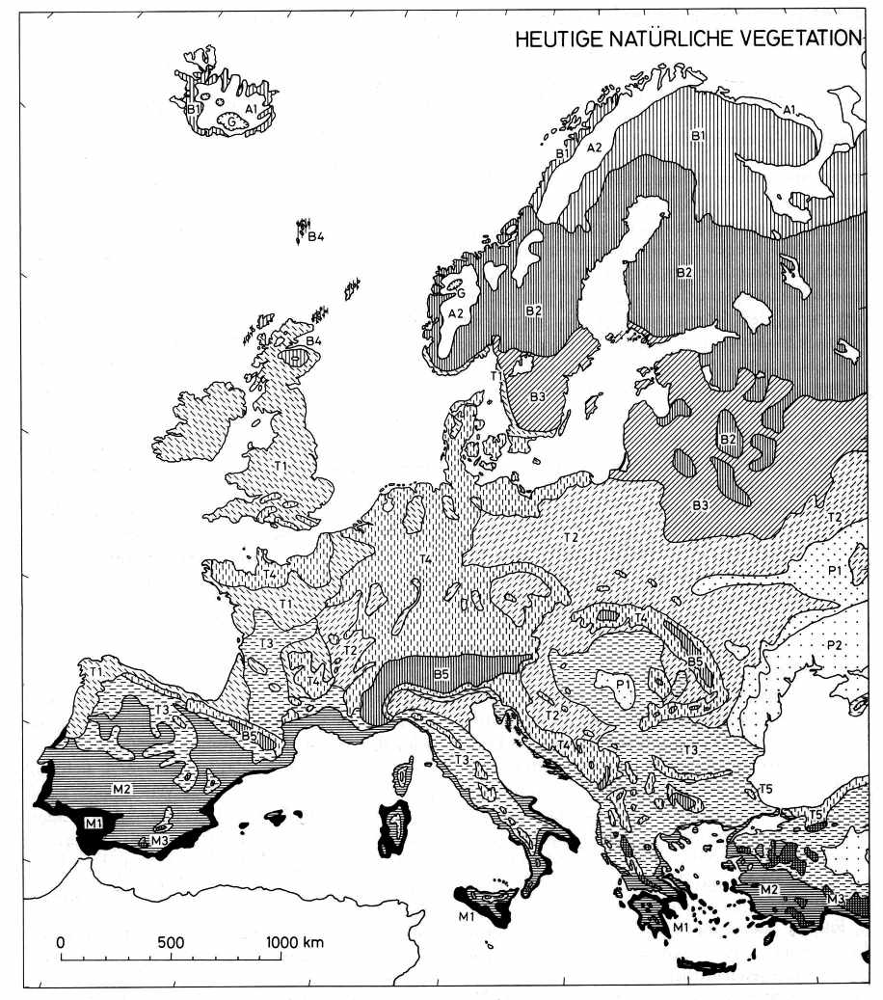 HEUTIGE NATÜRLICHE VEGETATION
B1
A1
G
A1
B1
B1
A2
B4
B2
G
A2
B2
B4
T1
B3
B2
T1
B3
T2
T2
T4
P1
T4
T1
T4
T3
T2
P2
B5
T1
B5
T4
P1
T3
T2
B5
T4
T3
T3
M2
T5
T5
M1
M3
M2
M3
M1
M1
0 500 1000 km